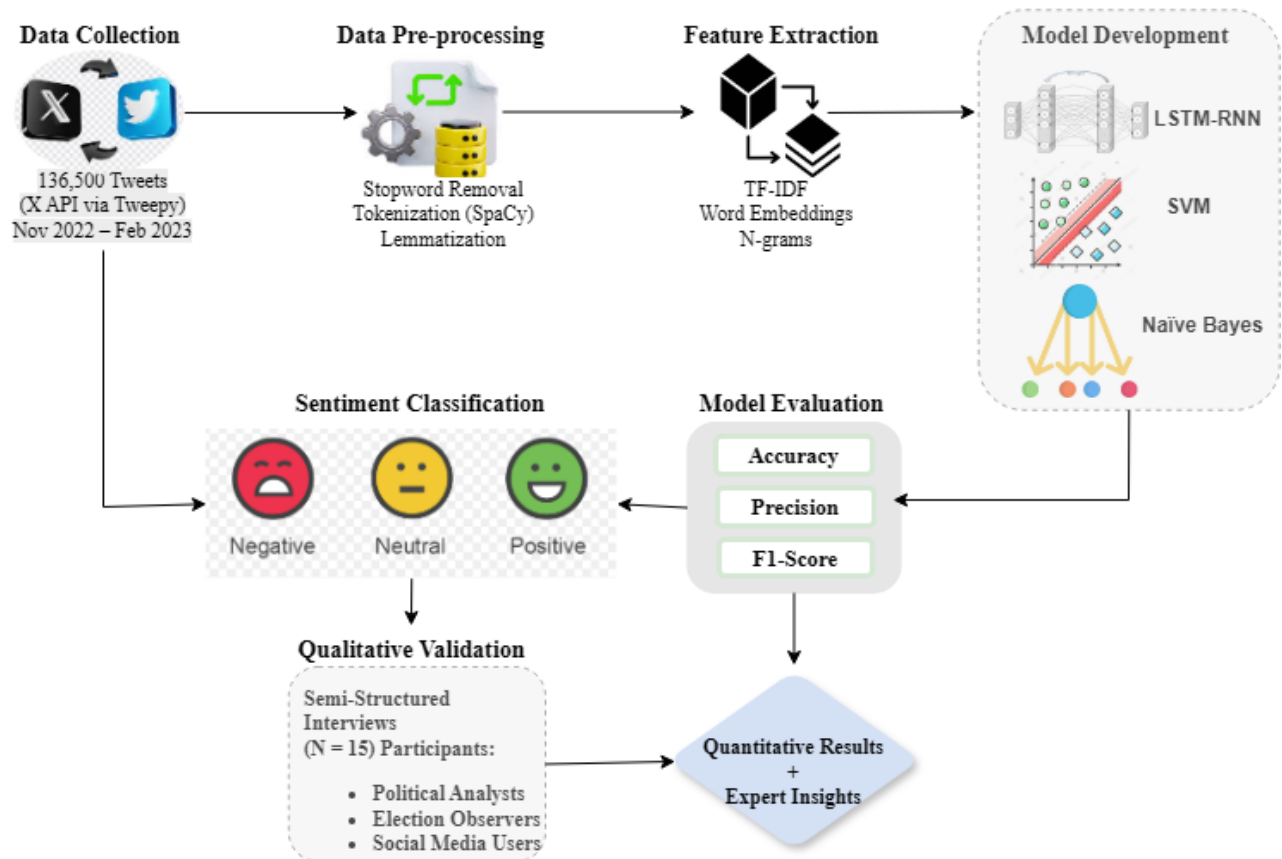 Data Collection
136,500 Tweets
(X API via Tweepy)
Nov 2022 – Feb 2023
Data Pre-processing
Stopword Removal
Tokenization (SpaCy)
Lemmatization
Feature Extraction
TF-IDF
Word Embeddings
N-grams
Model Development
LSTM-RNN
SVM
Naïve Bayes
Sentiment Classification
Negative
Neutral
Positive
Model Evaluation
Accuracy
Precision
F1-Score
Qualitative Validation
Semi-Structured
Interviews
(N = 15) Participants:
• Political Analysts
• Election Observers
• Social Media Users
Quantitative Results
+
Expert Insights